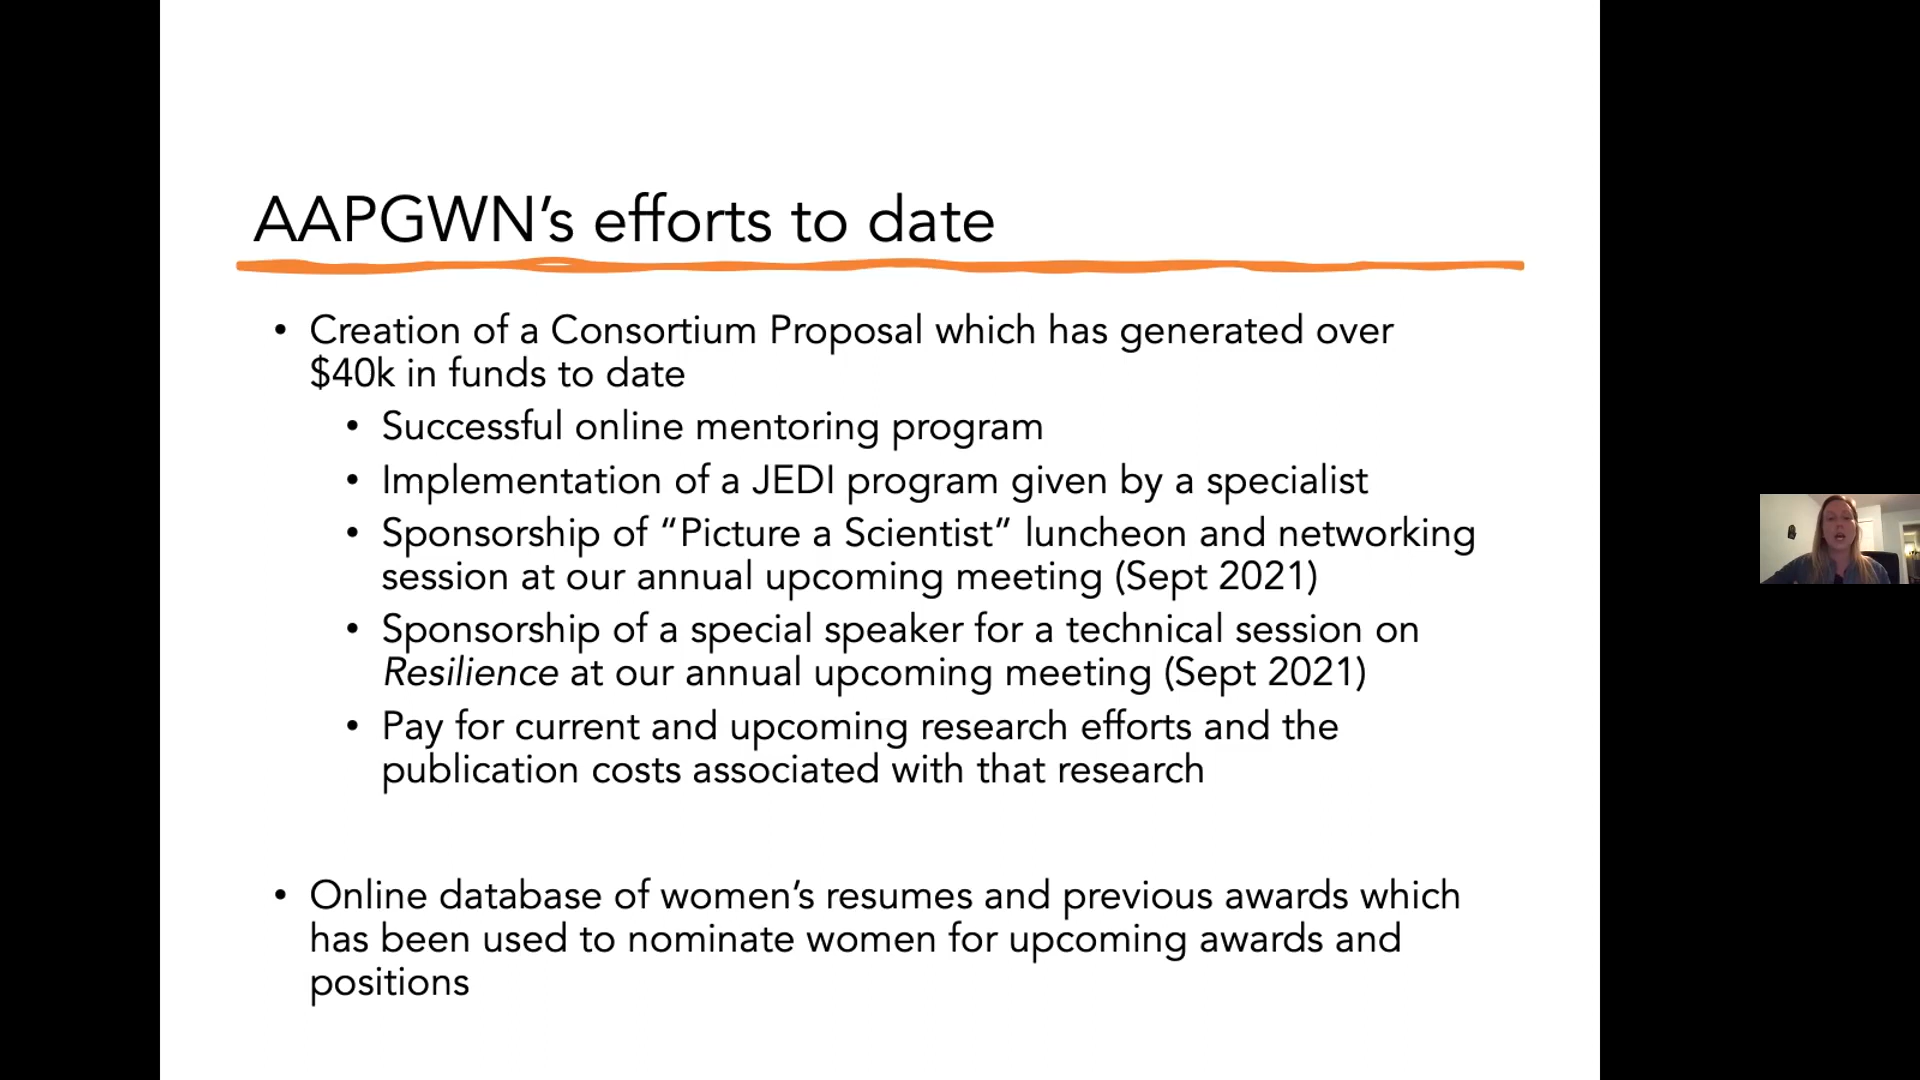 AAPGWN’s efforts to date
• Creation of a Consortium Proposal which has generated over
$40k in funds to date
• Successful online mentoring program
• Implementation of a JEDI program given by a specialist
• Sponsorship of “Picture a Scientist” luncheon and networking
session at our annual upcoming meeting (Sept 2021)
• Sponsorship of a special speaker for a technical session on
Resilience at our annual upcoming meeting (Sept 2021)
• Pay for current and upcoming research efforts and the
publication costs associated with that research
• Online database of women’s resumes and previous awards which
has been used to nominate women for upcoming awards and
positions